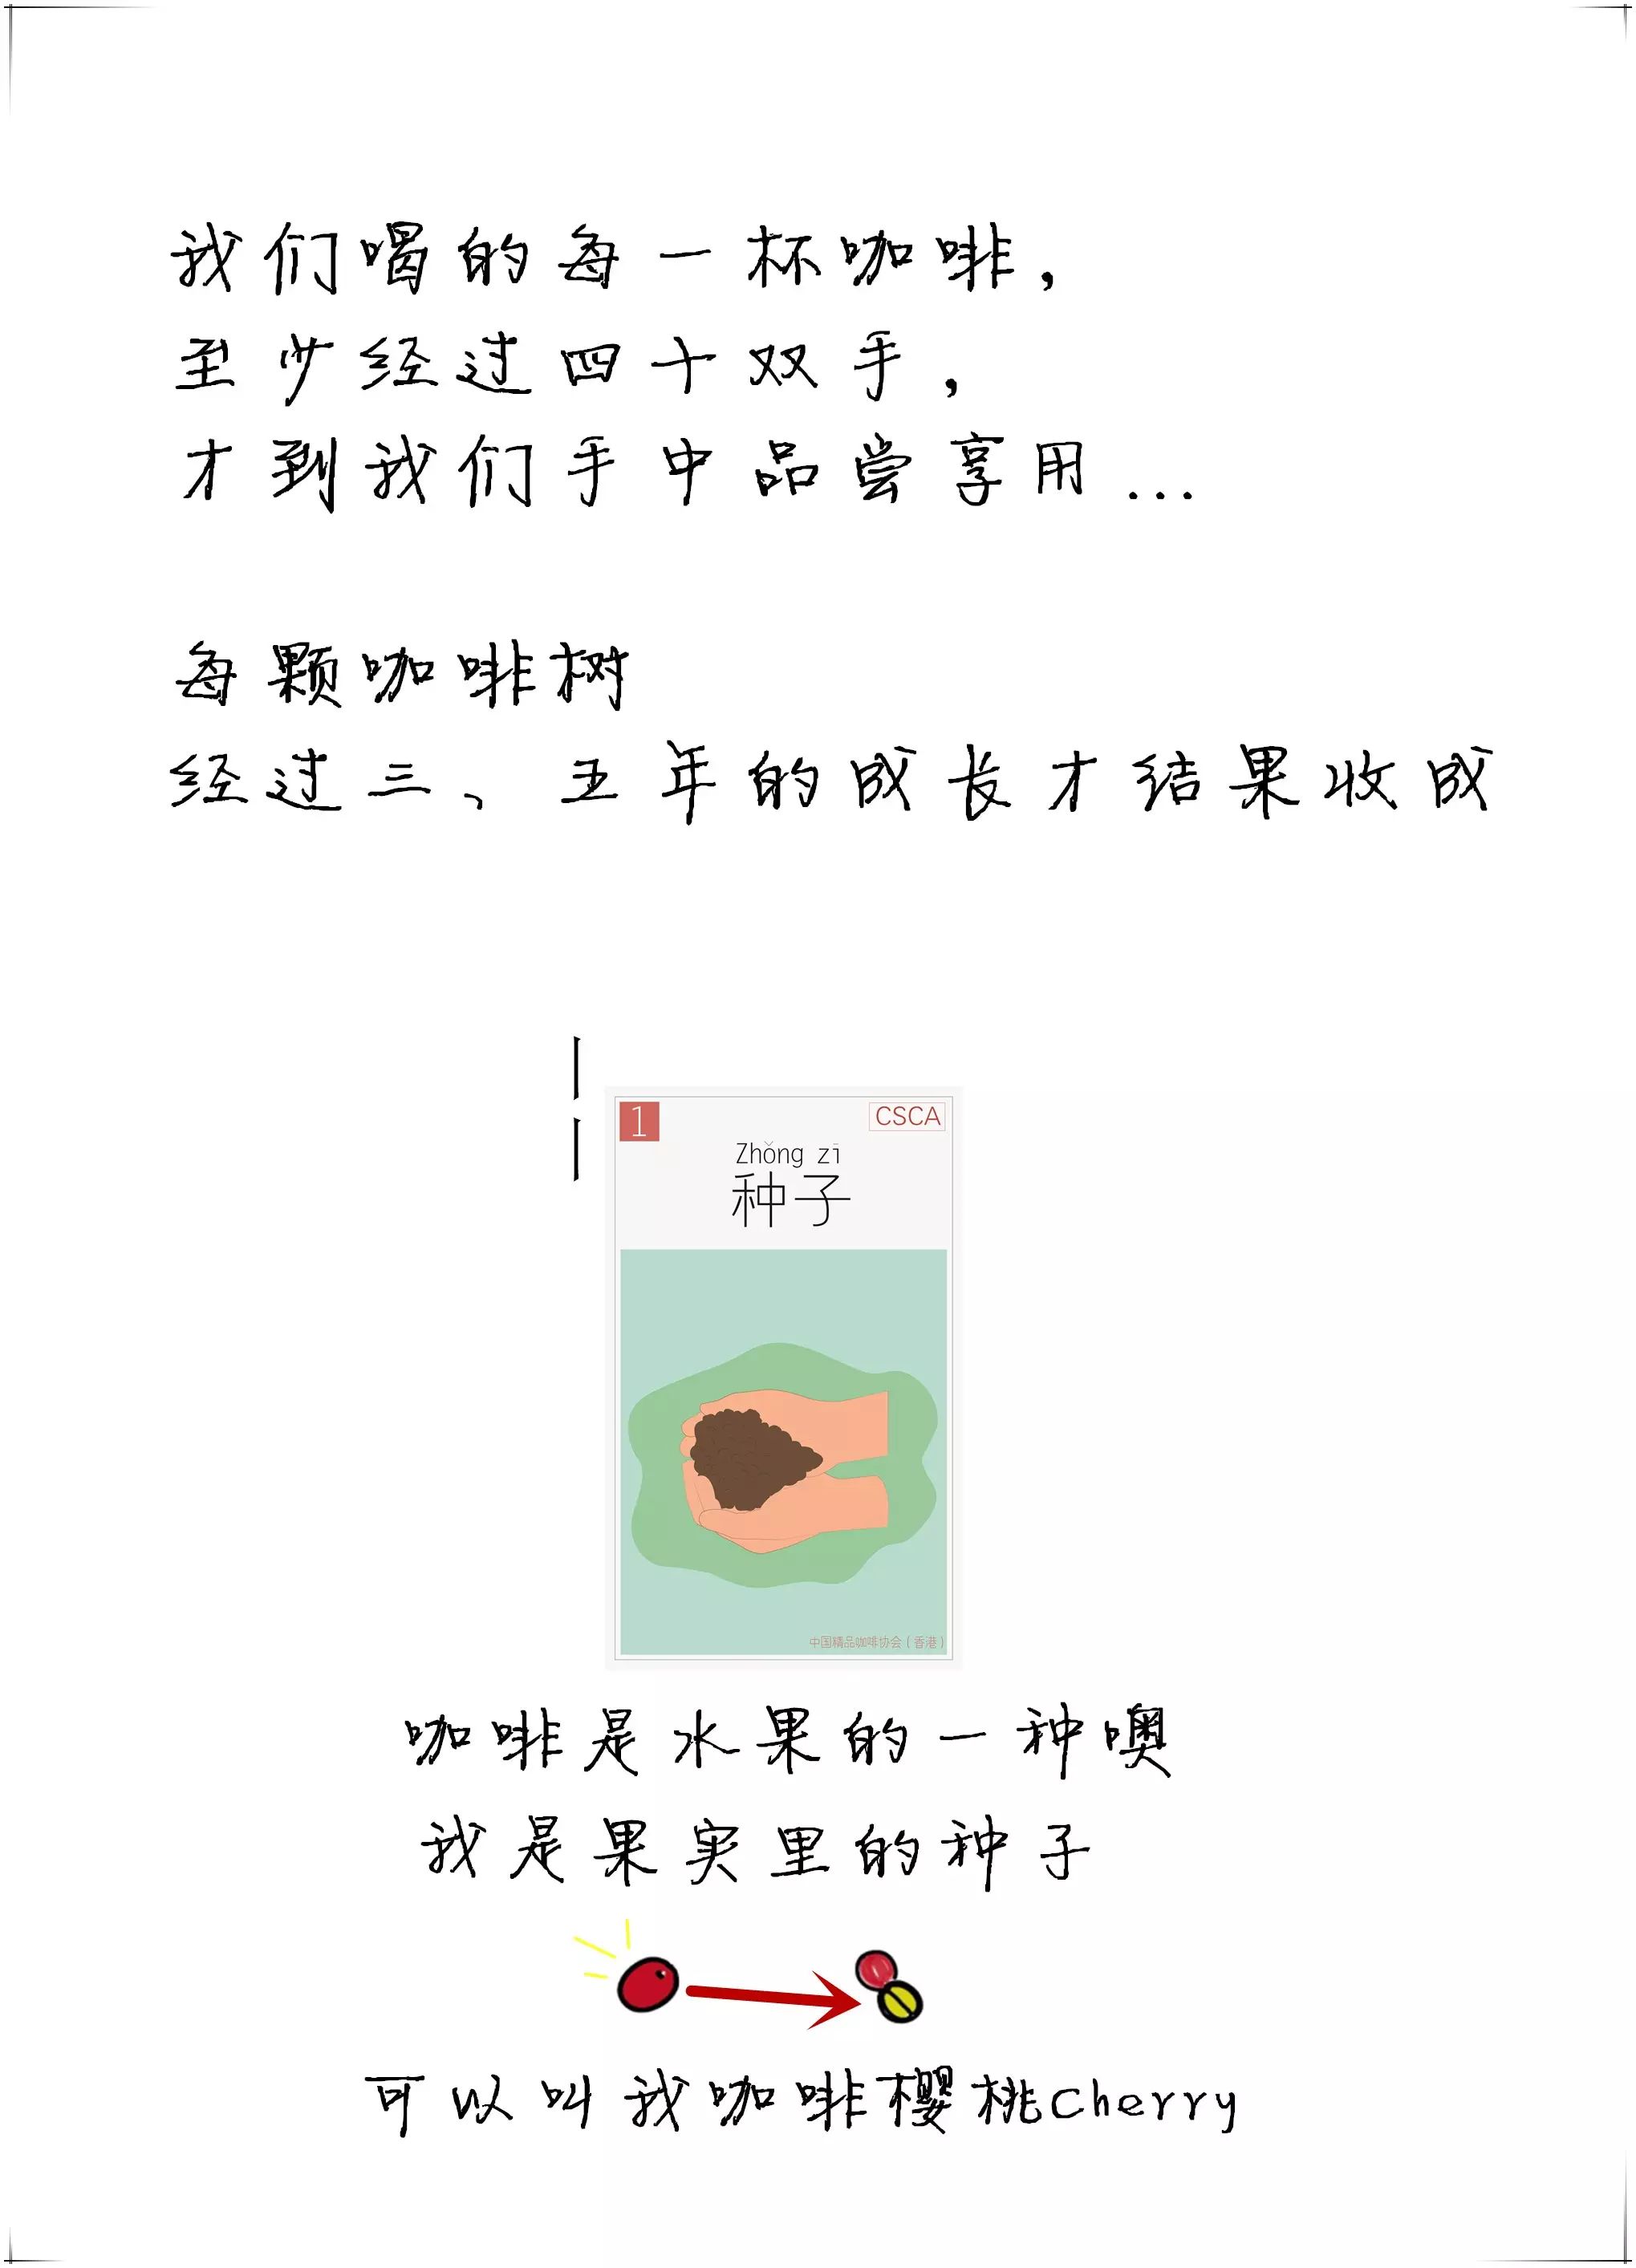 我们喝的每一杯咖啡，
至少经过四十双手，
才到我们手中品尝享用...
每颗咖啡树
经过三、五年的成长才结果收成
1
CSCA
Zhǒng zī
种子
中国精品咖啡协会（香港）
咖啡是水果的一种噢
我是果实里的种子
可以叫我咖啡樱桃Cherry